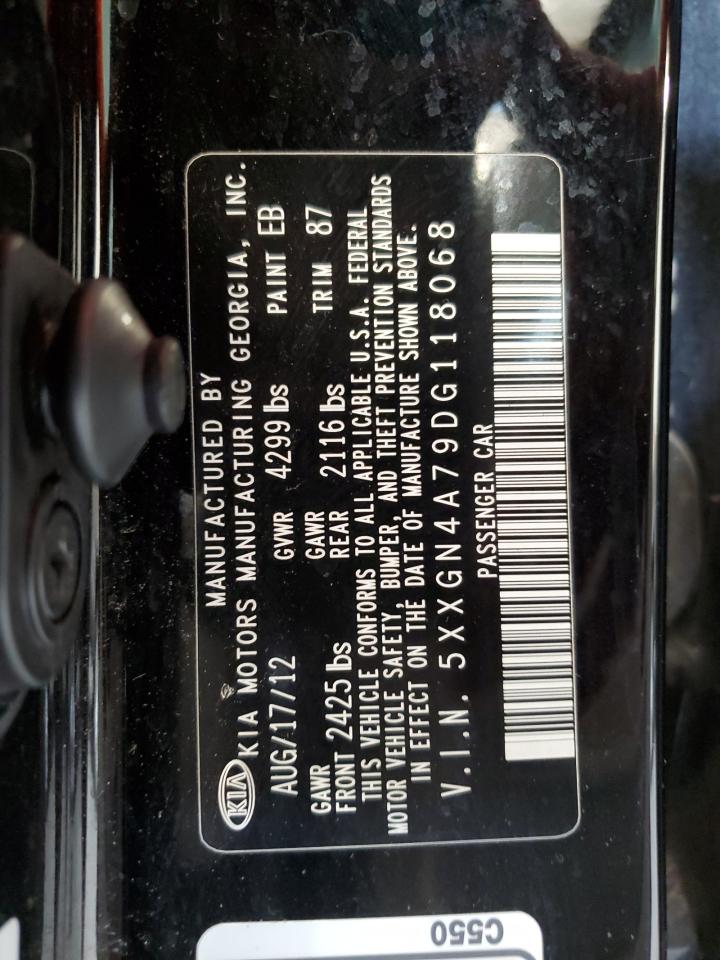 MANUFACTURED BY
KIA KIA MOTORS MANUFACTURING GEORGIA, INC.
AUG/17/12 GVWR 4299 lbs PAINT EB
GAWR FRONT 2425 lbs GAWR REAR 2116 lbs TRIM 87
THIS VEHICLE CONFORMS TO ALL APPLICABLE U.S.A. FEDERAL
MOTOR VEHICLE SAFETY, BUMPER, AND THEFT PREVENTION STANDARDS
IN EFFECT ON THE DATE OF MANUFACTURE SHOWN ABOVE.
V.I.N. 5XXGN4A79DG118068
PASSENGER CAR
C550